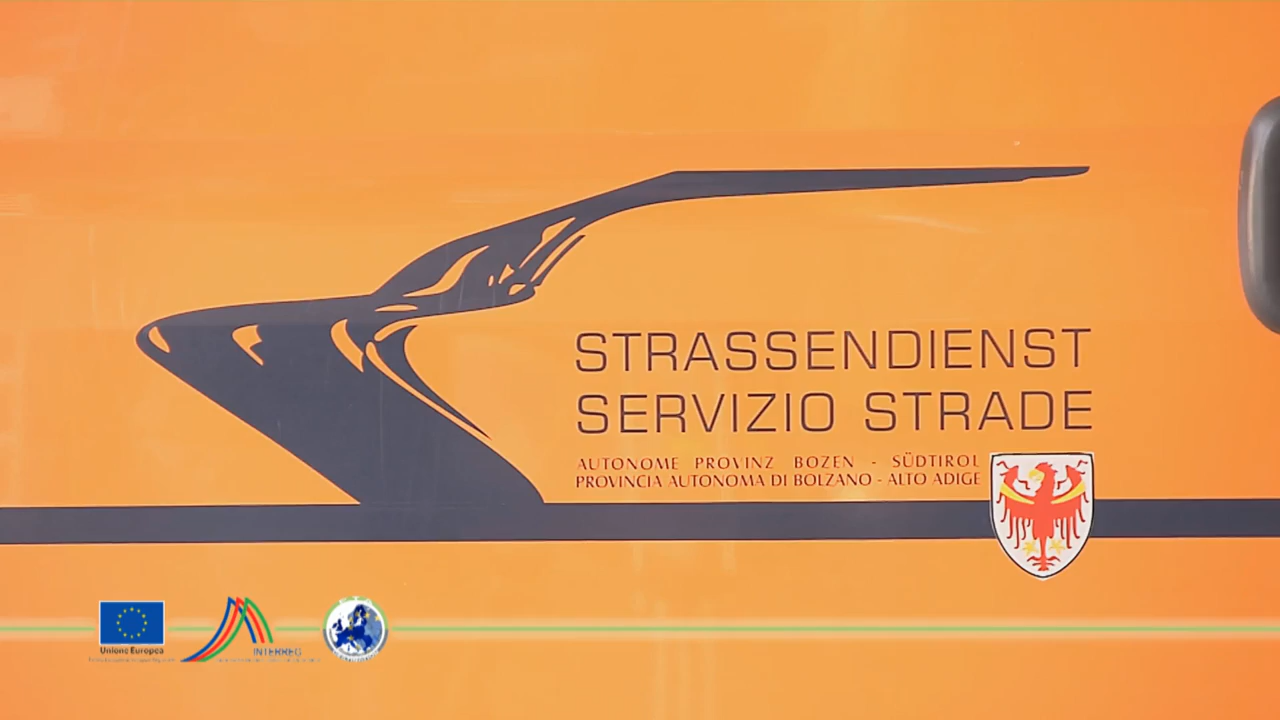 STRASSENDIENST
SERVIZIO STRADE
AUTONOME PROVINZ BOZEN - SÜDTIROL
PROVINCIA AUTONOMA DI BOLZANO - ALTO ADIGE
Unione Europea
INTERREG